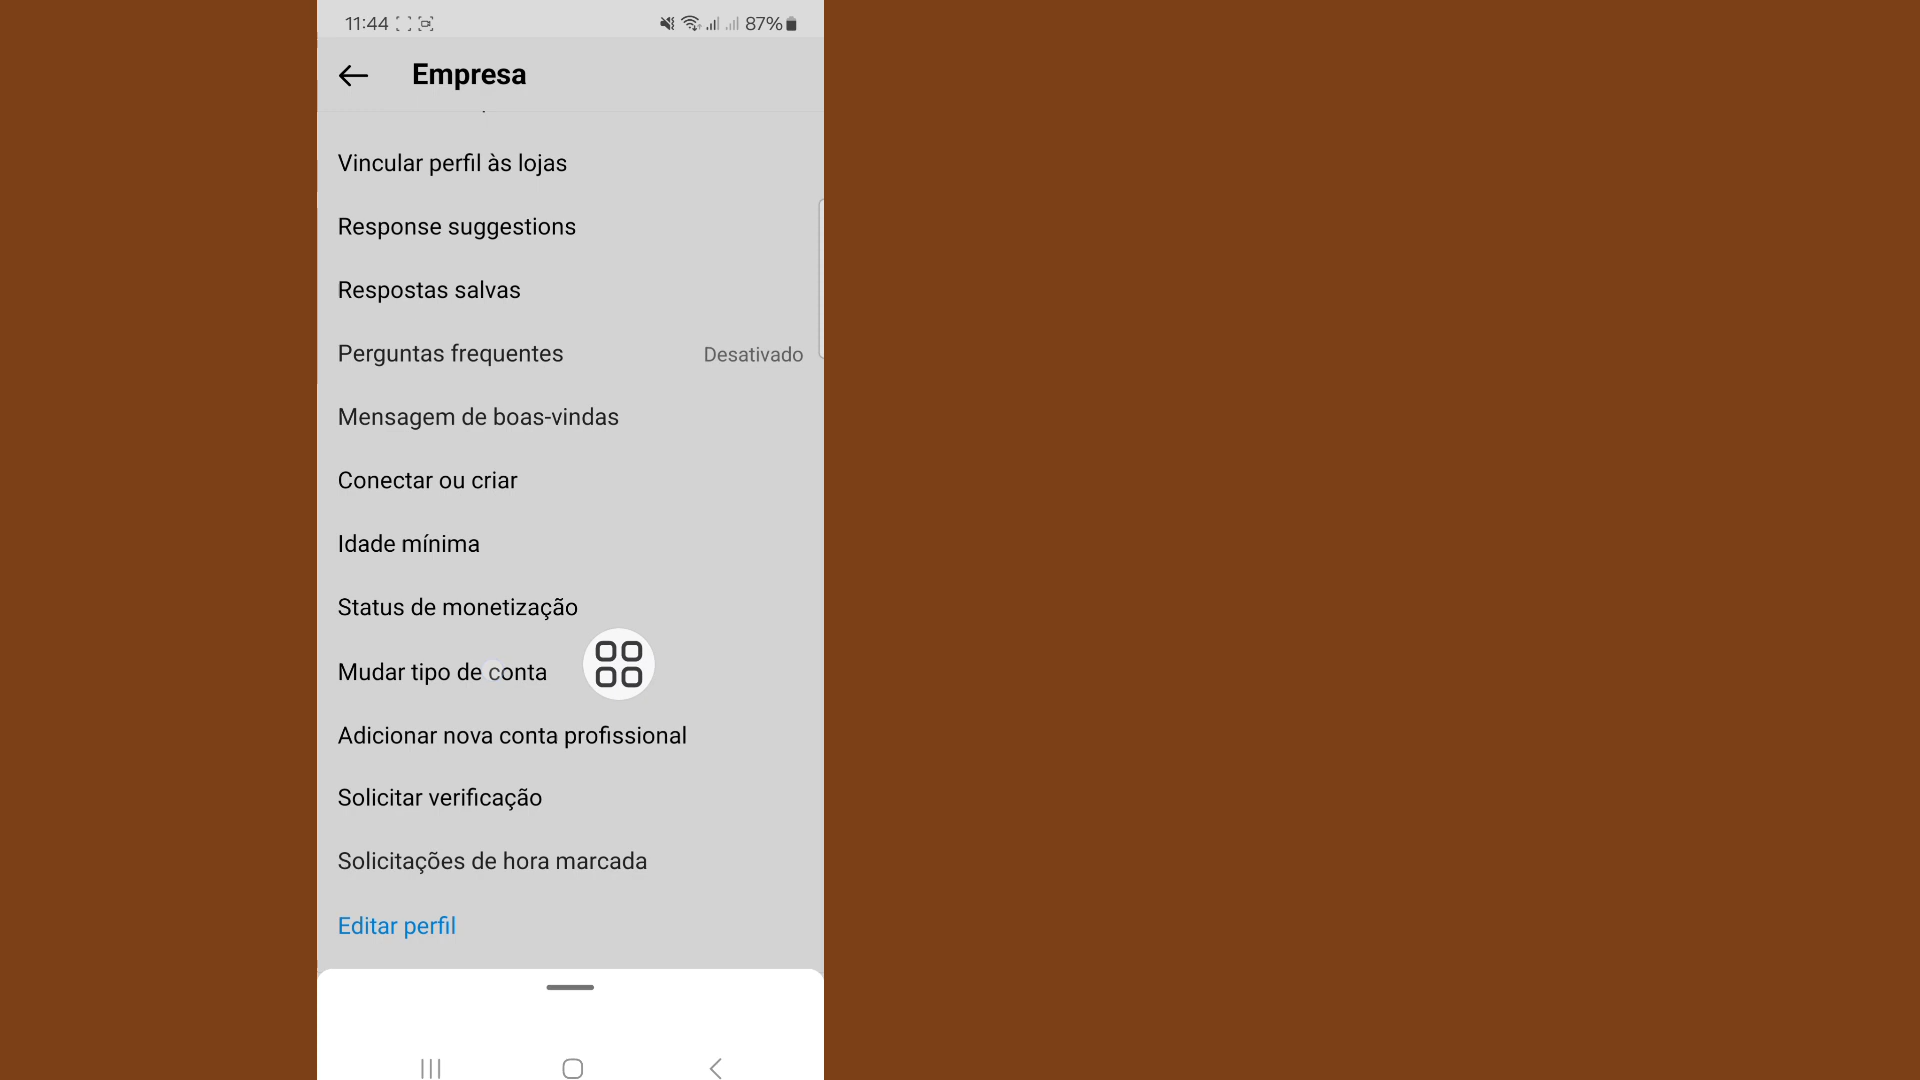 11:44
87%
Empresa
Vincular perfil às lojas
Response suggestions
Respostas salvas
Perguntas frequentes
Desativado
Mensagem de boas-vindas
Conectar ou criar
Idade mínima
Status de monetização
Mudar tipo de conta
Adicionar nova conta profissional
Solicitar verificação
Solicitações de hora marcada
Editar perfil